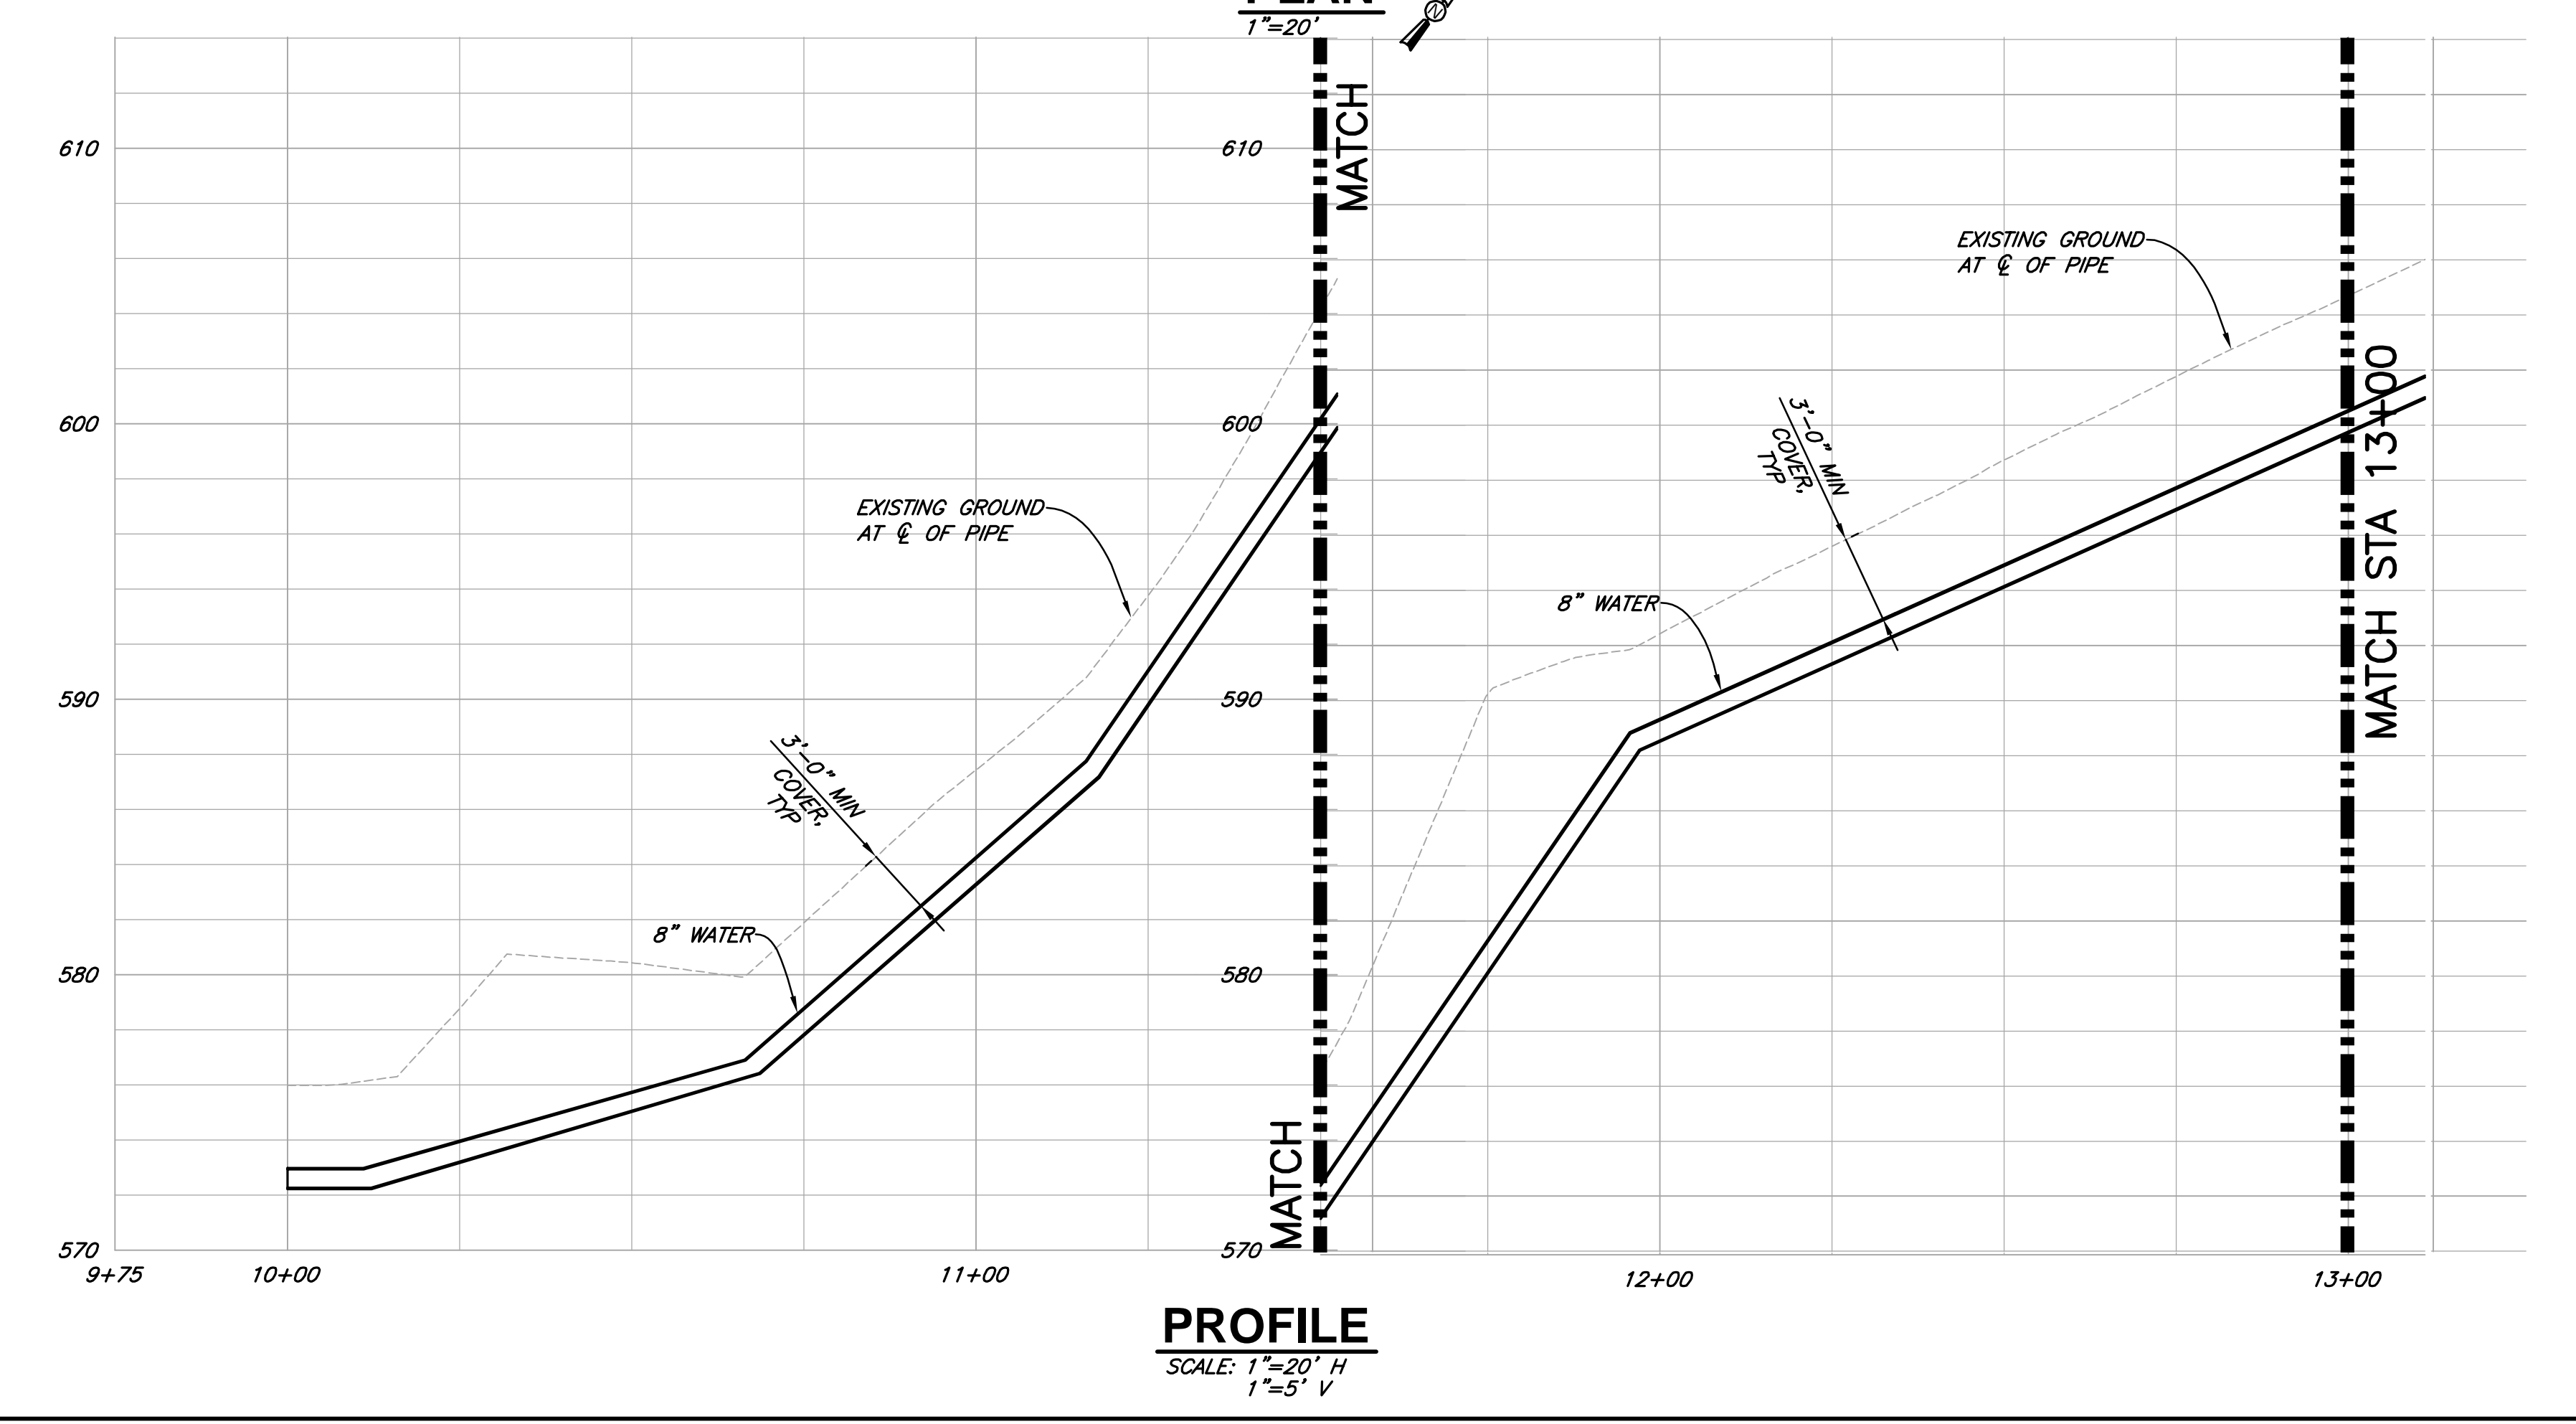 PLAN
1"=20'
N
MATCH
610
610
EXISTING GROUND
AT ℄ OF PIPE
600
600
3'-0" MIN
COVER,
TYP
EXISTING GROUND
AT ℄ OF PIPE
MATCH STA 13+00
8" WATER
590
590
3'-0" MIN
COVER,
TYP
8" WATER
580
580
MATCH
570
570
9+75
10+00
11+00
12+00
13+00
PROFILE
SCALE: 1"=20' H
1"=5' V